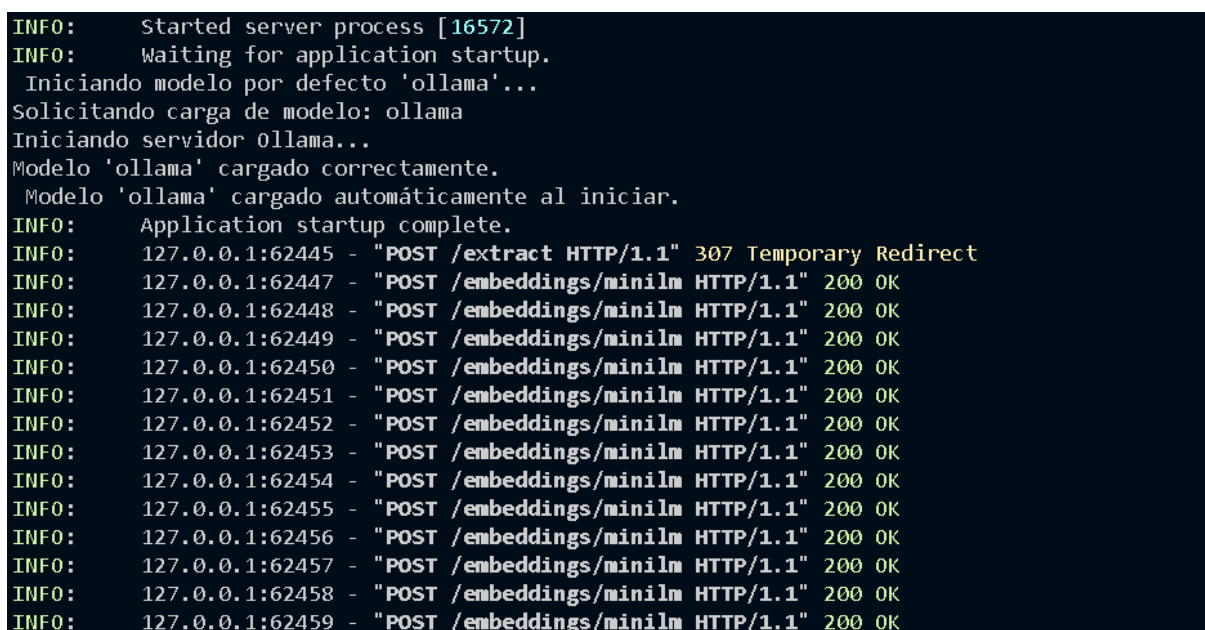 INFO:     Started server process [16572]
INFO:     Waiting for application startup.
 Iniciando modelo por defecto 'ollama'...
Solicitando carga de modelo: ollama
Iniciando servidor Ollama...
Modelo 'ollama' cargado correctamente.
 Modelo 'ollama' cargado automáticamente al iniciar.
INFO:     Application startup complete.
INFO:     127.0.0.1:62445 - "POST /extract HTTP/1.1" 307 Temporary Redirect
INFO:     127.0.0.1:62447 - "POST /embeddings/minilm HTTP/1.1" 200 OK
INFO:     127.0.0.1:62448 - "POST /embeddings/minilm HTTP/1.1" 200 OK
INFO:     127.0.0.1:62449 - "POST /embeddings/minilm HTTP/1.1" 200 OK
INFO:     127.0.0.1:62450 - "POST /embeddings/minilm HTTP/1.1" 200 OK
INFO:     127.0.0.1:62451 - "POST /embeddings/minilm HTTP/1.1" 200 OK
INFO:     127.0.0.1:62452 - "POST /embeddings/minilm HTTP/1.1" 200 OK
INFO:     127.0.0.1:62453 - "POST /embeddings/minilm HTTP/1.1" 200 OK
INFO:     127.0.0.1:62454 - "POST /embeddings/minilm HTTP/1.1" 200 OK
INFO:     127.0.0.1:62455 - "POST /embeddings/minilm HTTP/1.1" 200 OK
INFO:     127.0.0.1:62456 - "POST /embeddings/minilm HTTP/1.1" 200 OK
INFO:     127.0.0.1:62457 - "POST /embeddings/minilm HTTP/1.1" 200 OK
INFO:     127.0.0.1:62458 - "POST /embeddings/minilm HTTP/1.1" 200 OK
INFO:     127.0.0.1:62459 - "POST /embeddings/minilm HTTP/1.1" 200 OK